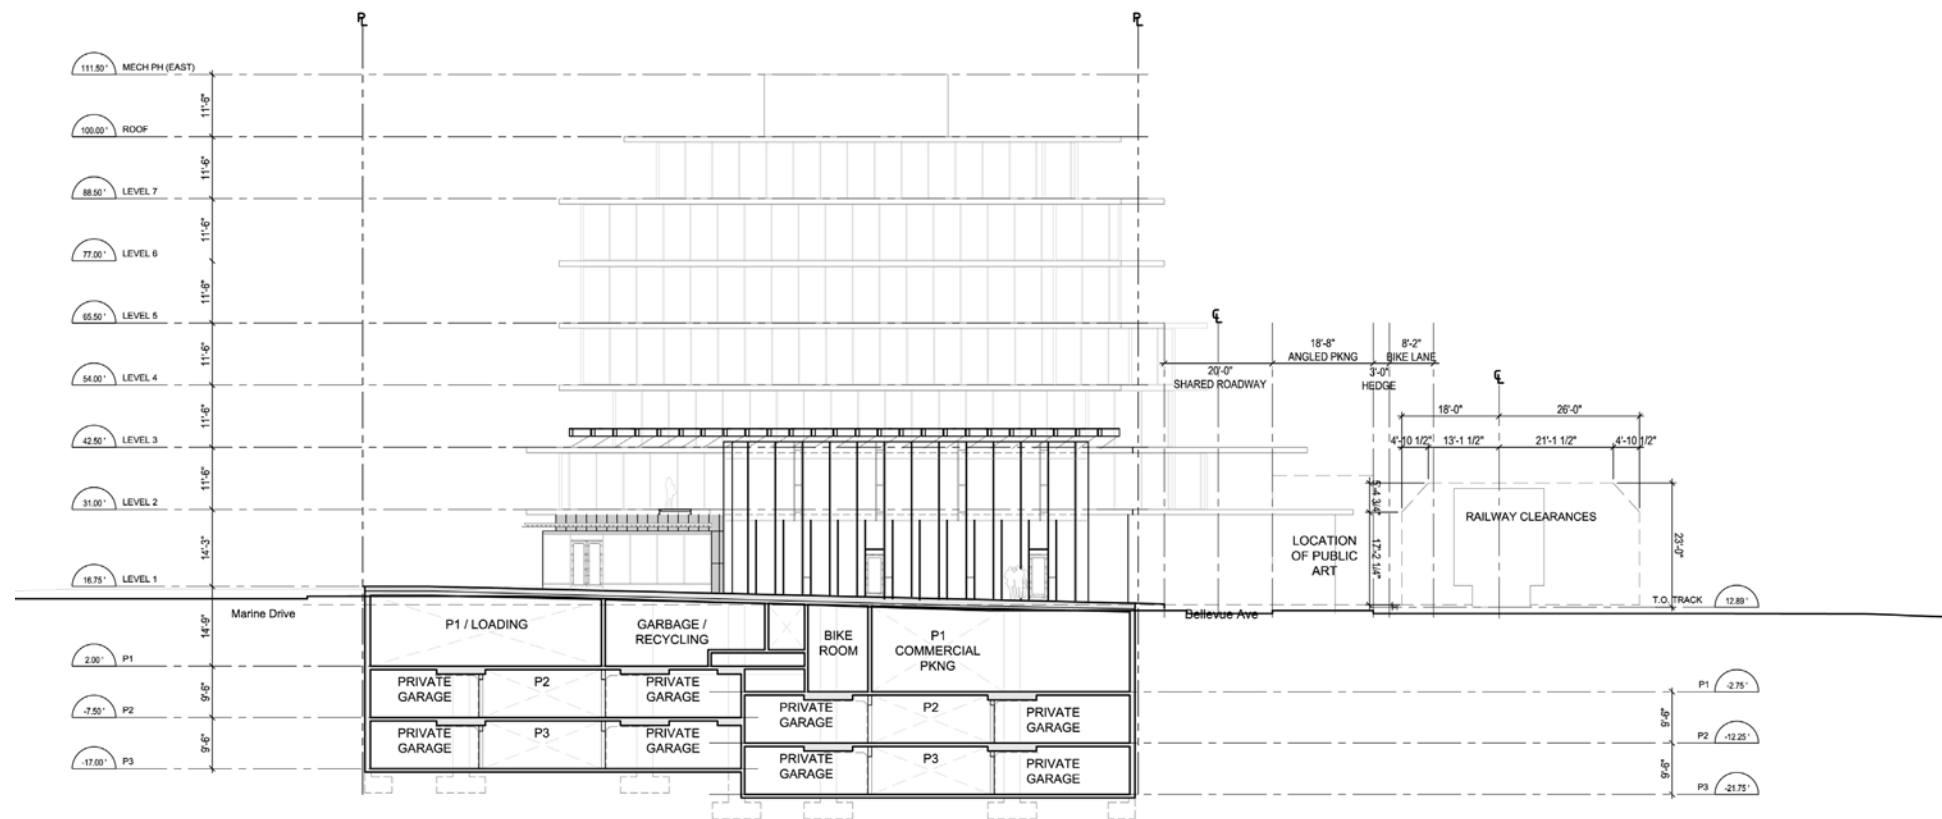 PL
PL
111.50' MECH PH (EAST)
11'-6"
100.00' ROOF
11'-6"
88.50' LEVEL 7
11'-6"
77.00' LEVEL 6
11'-6"
65.50' LEVEL 5
11'-6"
54.00' LEVEL 4
11'-6"
42.50' LEVEL 3
11'-6"
31.00' LEVEL 2
14'-3"
16.75' LEVEL 1
14'-9"
2.00' P1
9'-6"
-7.50' P2
9'-6"
-17.00' P3
Marine Drive
P1 / LOADING
GARBAGE /
RECYCLING
BIKE
ROOM
P1
COMMERCIAL
PKNG
PRIVATE
GARAGE
P2
PRIVATE
GARAGE
PRIVATE
GARAGE
P3
PRIVATE
GARAGE
PRIVATE
GARAGE
P2
PRIVATE
GARAGE
PRIVATE
GARAGE
P3
PRIVATE
GARAGE
CL
20'-0"
SHARED ROADWAY
18'-8"
ANGLED PKNG
3'-0"
HEDGE
8'-2"
BIKE LANE
CL
18'-0"
26'-0"
4'-10 1/2"
13'-1 1/2"
21'-1 1/2"
4'-10 1/2"
5'-4 3/4"
17'-2 1/4"
RAILWAY CLEARANCES
23'-0"
LOCATION
OF PUBLIC
ART
Bellevue Ave
T.O. TRACK 12.89'
P1 -2.75'
9'-6"
P2 -12.25'
9'-6"
P3 -21.75'